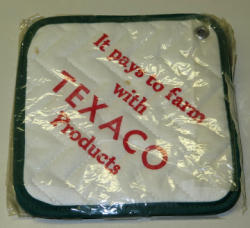 It pays to farm
with
TEXACO
Products